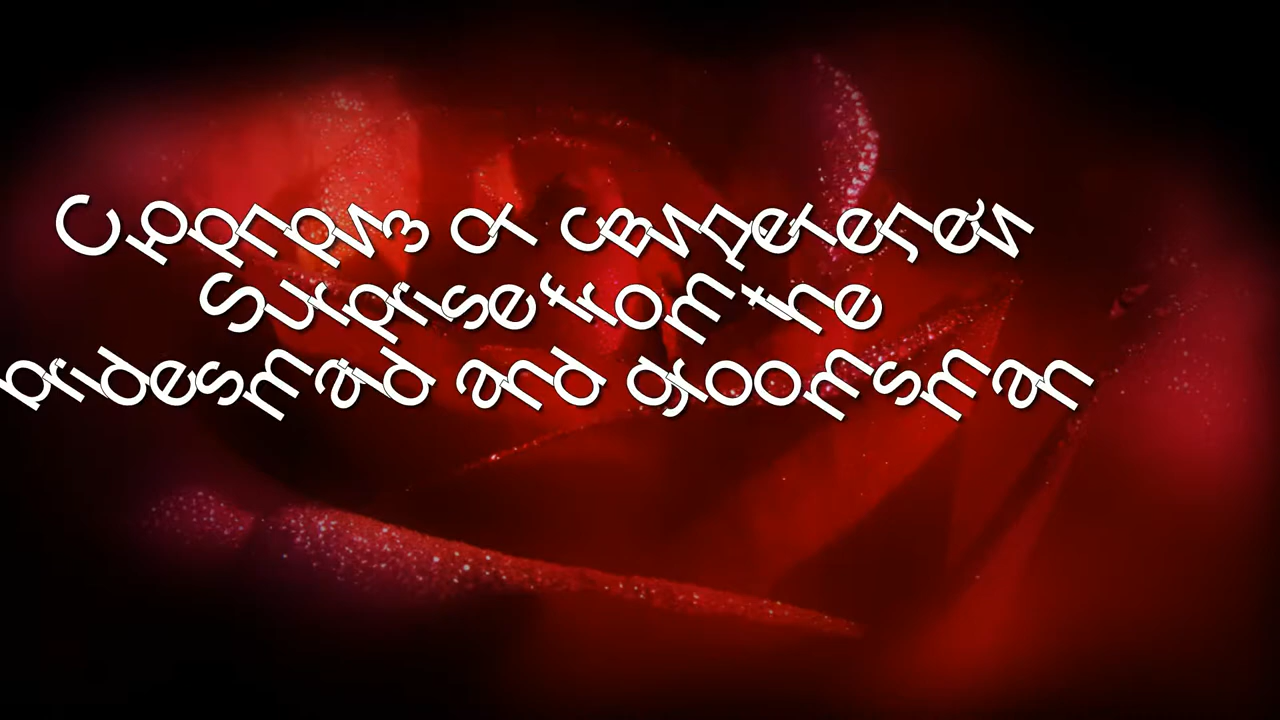 Сюрприз от свидетелей
Surprise from the
bridesmaid and groomsman